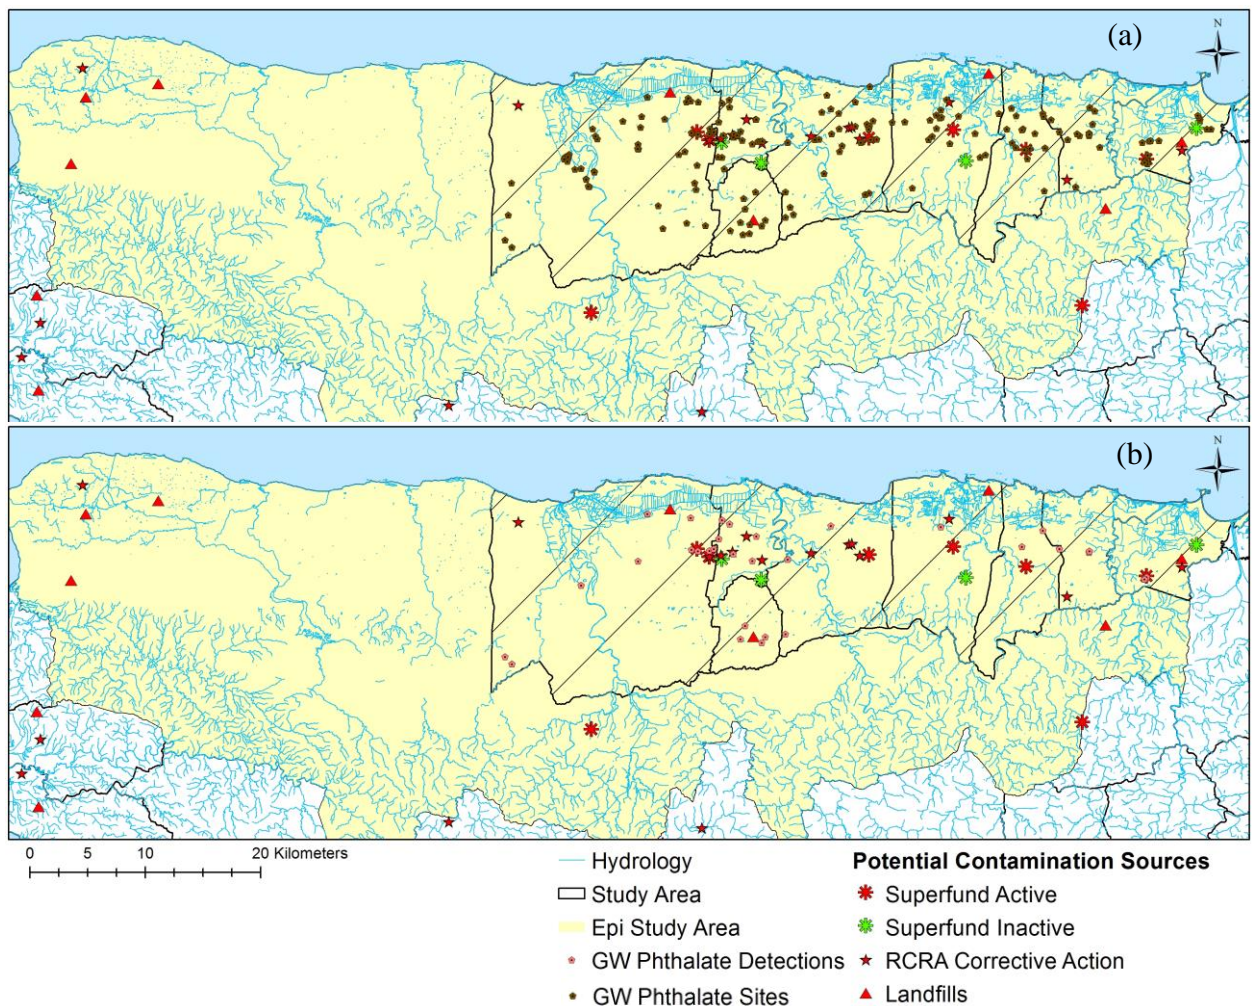 (a)
N
(b)
N
0 5 10 20 Kilometers
Hydrology
Study Area
Epi Study Area
GW Phthalate Detections
GW Phthalate Sites
Potential Contamination Sources
Superfund Active
Superfund Inactive
RCRA Corrective Action
Landfills